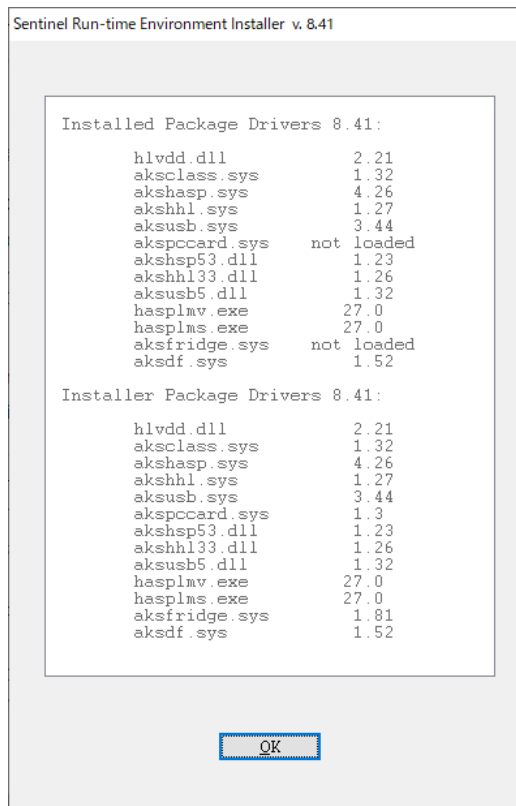 Sentinel Run-time Environment Installer v. 8.41
Installed Package Drivers 8.41:
hlvdd.dll 2.21
aksclass.sys 1.32
akshasp.sys 4.26
akshhl.sys 1.27
aksusb.sys 3.44
akspccard.sys not loaded
akshsp53.dll 1.23
akshhl33.dll 1.26
aksusb5.dll 1.32
hasplmv.exe 27.0
hasplms.exe 27.0
aksfridge.sys not loaded
aksdf.sys 1.52
Installer Package Drivers 8.41:
hlvdd.dll 2.21
aksclass.sys 1.32
akshasp.sys 4.26
akshhl.sys 1.27
aksusb.sys 3.44
akspccard.sys 1.3
akshsp53.dll 1.23
akshhl33.dll 1.26
aksusb5.dll 1.32
hasplmv.exe 27.0
hasplms.exe 27.0
aksfridge.sys 1.81
aksdf.sys 1.52
OK